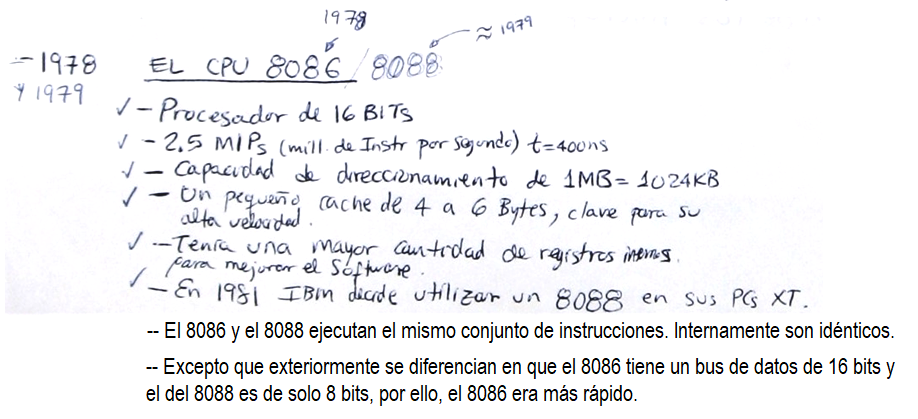 1978
≈ 1979
- 1978 EL CPU 8086 / 8088
Y 1979
✓ - Procesador de 16 BITs
✓ - 2.5 MIPs (mill. de Instr por segundo) t=400ns
✓ - Capacidad de direccionamiento de 1MB = 1024KB
✓ - Un pequeño cache de 4 a 6 Bytes, clave para su
alta velocidad.
✓ - Tenía una mayor cantidad de registros internos
para mejorar el Software.
✓ - En 1981 IBM decide utilizar un 8088 en sus PCs XT.
-- El 8086 y el 8088 ejecutan el mismo conjunto de instrucciones. Internamente son idénticos.
-- Excepto que exteriormente se diferencian en que el 8086 tiene un bus de datos de 16 bits y
el del 8088 es de solo 8 bits, por ello, el 8086 era más rápido.